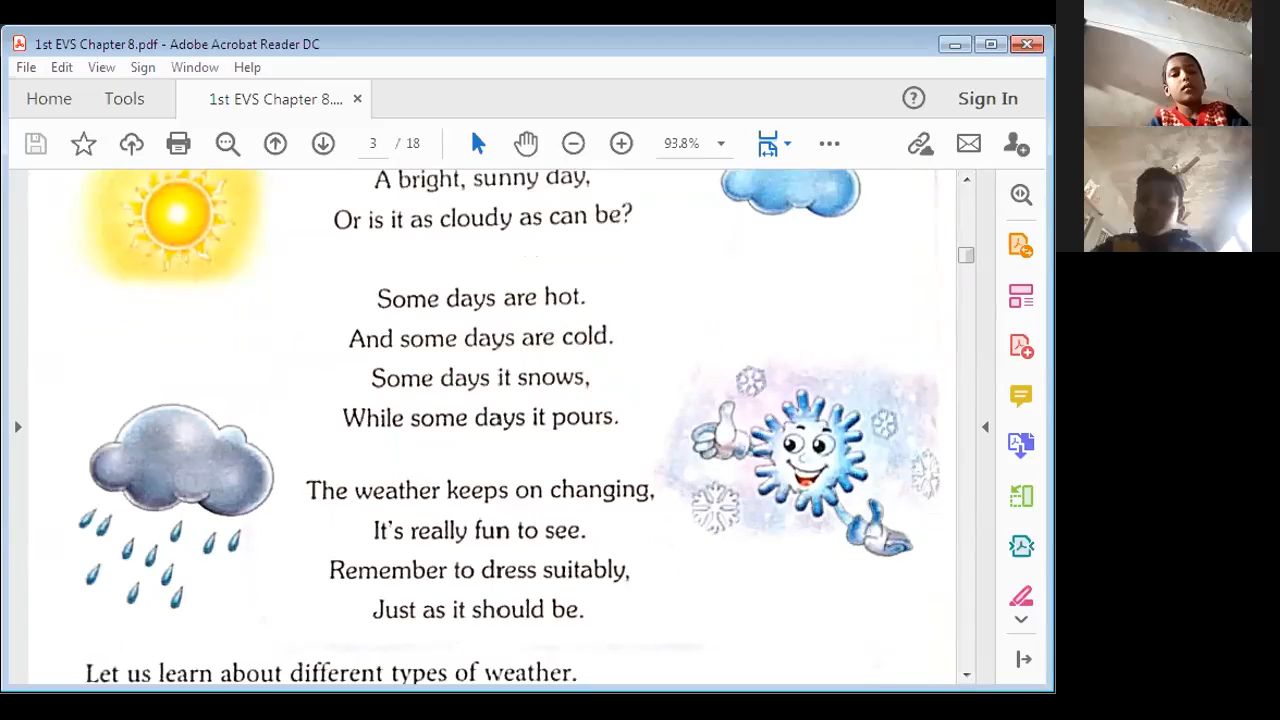 1st EVS Chapter 8.pdf - Adobe Acrobat Reader DC
File Edit View Sign Window Help
Home Tools 1st EVS Chapter 8.... × Sign In
3 / 18 93.8%
A bright, sunny day,
Or is it as cloudy as can be?
Some days are hot.
And some days are cold.
Some days it snows,
While some days it pours.
The weather keeps on changing,
It's really fun to see.
Remember to dress suitably,
Just as it should be.
Let us learn about different types of weather.